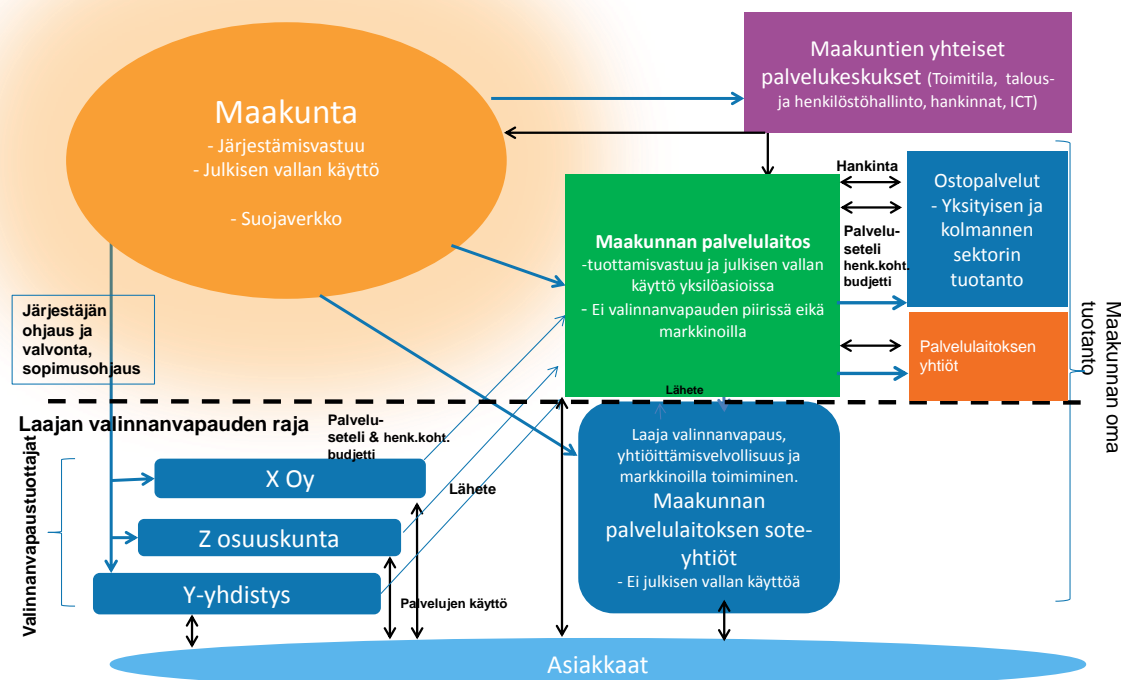 Maakuntien yhteiset
palvelukeskukset (Toimitila, talous-
ja henkilöstöhallinto, hankinnat, ICT)
Maakunta
- Järjestämisvastuu
- Julkisen vallan käyttö
- Suojaverkko
Hankinta
Ostopalvelut
- Yksityisen ja
kolmannen
sektorin
tuotanto
Maakunnan palvelulaitos
-tuottamisvastuu ja julkisen vallan
käyttö yksilöasioissa
- Ei valinnanvapauden piirissä eikä
markkinoilla
Palvelu-
seteli
henk.koht.
budjetti
Maakunnan oma
tuotanto
Järjestäjän
ohjaus ja
valvonta,
sopimusohjaus
Palvelulaitoksen
yhtiöt
Lähete
Laajan valinnanvapauden raja
Palvelu-
seteli & henk.koht.
budjetti
Valinnanvapaustuottajat
X Oy
Lähete
Z osuuskunta
Y-yhdistys
Palvelujen käyttö
Laaja valinnanvapaus,
yhtiöittämisvelvollisuus ja
markkinoilla toimiminen.
Maakunnan
palvelulaitoksen sote-
yhtiöt
- Ei julkisen vallan käyttöä
Asiakkaat